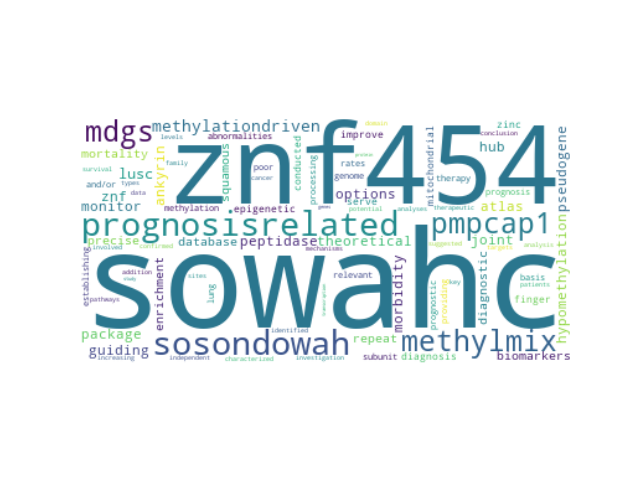 mdgs
methylationdriven
levels
abnormalities
improve
domain
zinc
conclusion
znf454
hub
mortality
survival
family
lusc
ankyrin
squamous
poor
cancer
conducted
processing
rates
genome
protein
mitochondrial
therapy
prognosis
and/or
types
data
znf
monitor
methylation
epigenetic
genes
serve
options
potential
analyses
therapeutic
atlas
pseudogene
prognosisrelated
pmpcap1
precise
involved
confirmed
database
peptidase
theoretical
suggested
joint
targets
analysis
mechanisms
hypomethylation
sowahc
establishing
addition
study
pathways
enrichment
sites
lung
transcription
relevant
morbidity
prognostic
providing
key
diagnostic
basis
patients
finger
package
identified
guiding
sosondowah
repeat
methylmix
increasing
independent
characterized
investigation
subunit
diagnosis
biomarkers